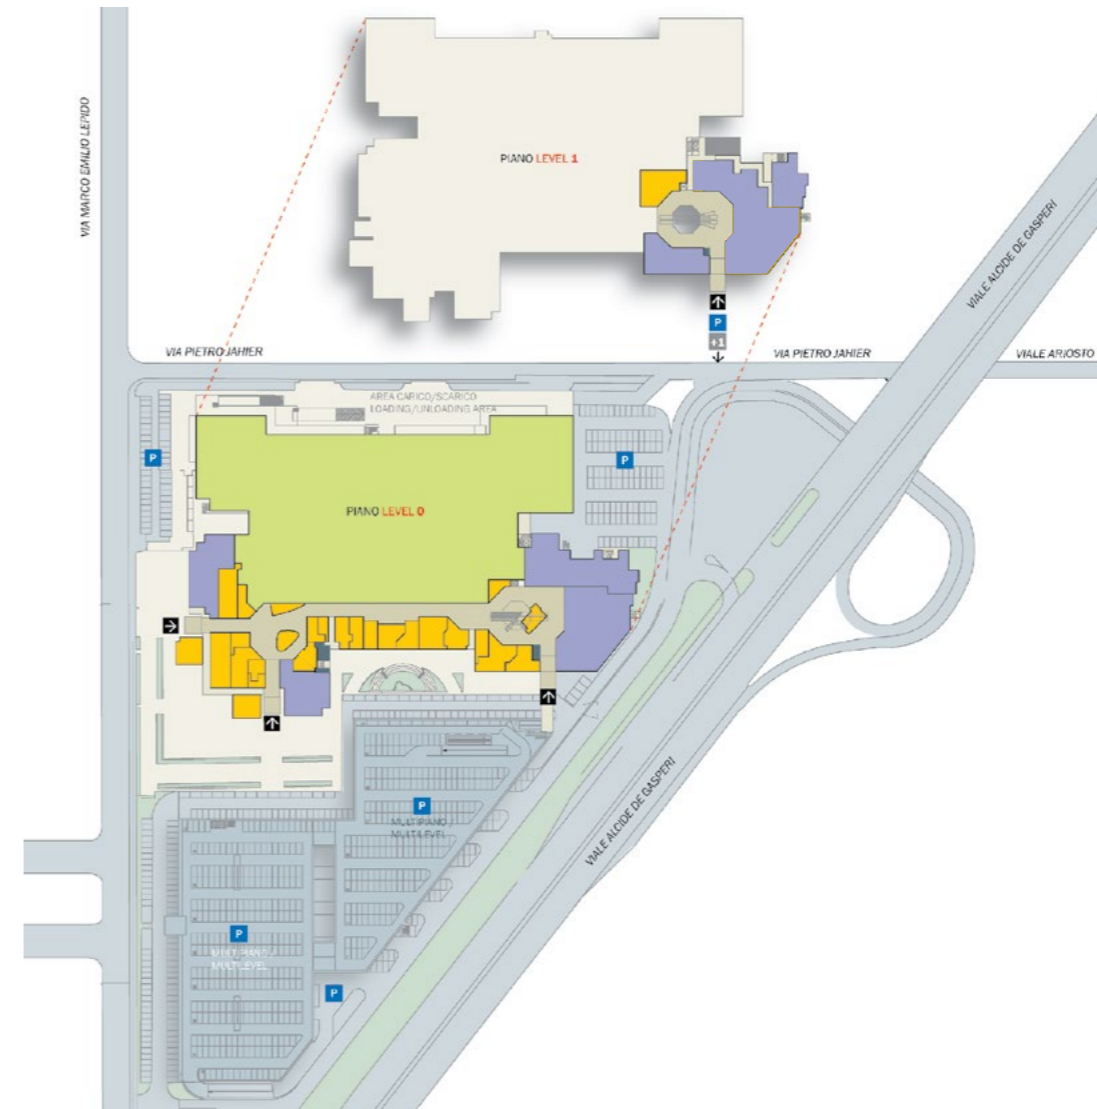 VIA MARCO EMILIO LEPIDO
PIANO LEVEL 1
VIALE ALCIDE DE GASPERI
P
+1
VIA PIETRO JAHIER
VIA PIETRO JAHIER
VIALE ARIOSTO
AREA CARICO/SCARICO
LOADING/UNLOADING AREA
P
P
PIANO LEVEL 0
VIALE ALCIDE DE GASPERI
P
MULTIPIANO /
MULTILEVEL
P
MULTIPIANO /
MULTILEVEL
P